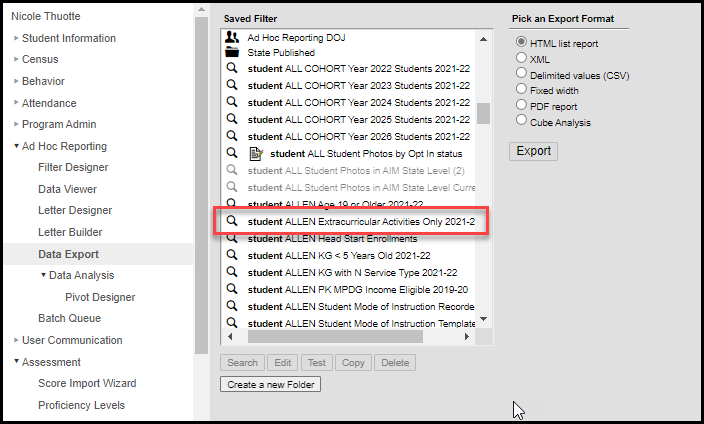 Nicole Thuotte
Student Information
Census
Behavior
Attendance
Program Admin
Ad Hoc Reporting
Filter Designer
Data Viewer
Letter Designer
Letter Builder
Data Export
Data Analysis
Pivot Designer
Batch Queue
User Communication
Assessment
Score Import Wizard
Proficiency Levels
Saved Filter
Ad Hoc Reporting DOJ
State Published
student ALL COHORT Year 2022 Students 2021-22
student ALL COHORT Year 2023 Students 2021-22
student ALL COHORT Year 2024 Students 2021-22
student ALL COHORT Year 2025 Students 2021-22
student ALL COHORT Year 2026 Students 2021-22
student ALL Student Photos by Opt In status
student ALL Student Photos in AIM State Level (2)
student ALL Student Photos in AIM State Level Curre
student ALLEN Age 19 or Older 2021-22
student ALLEN Extracurricular Activities Only 2021-2
student ALLEN Head Start Enrollments
student ALLEN KG < 5 Years Old 2021-22
student ALLEN KG with N Service Type 2021-22
student ALLEN PK MPDG Income Eligible 2019-20
student ALLEN Student Mode of Instruction Recorde
student ALLEN Student Mode of Instruction Template
Search Edit Test Copy Delete
Create a new Folder
Pick an Export Format
HTML list report
XML
Delimited values (CSV)
Fixed width
PDF report
Cube Analysis
Export